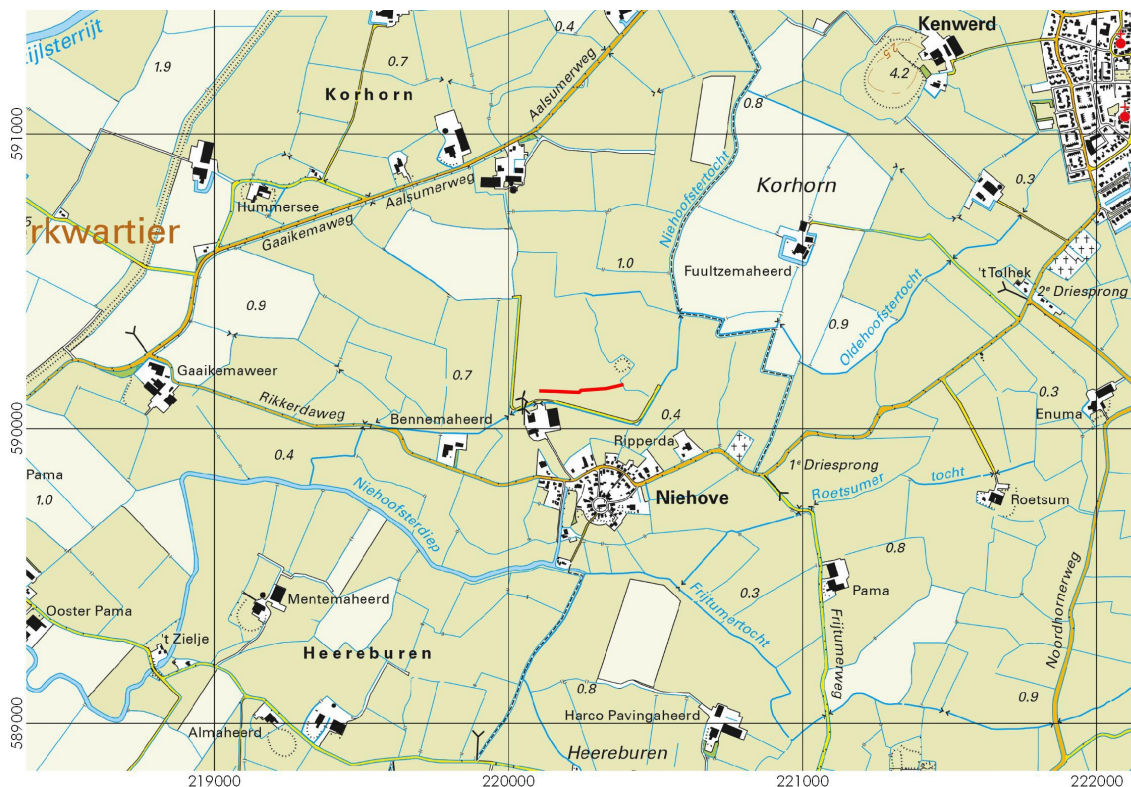 Kenwerd
0.4
ijlsterrijt
2.5
1.9
0.7
4.2
Korhorn
Aalsumerweg
0.8
591000
0.3
Niehoofstertocht
Korhorn
Aalsumerweg
Hummersee
Gaaikemaweg
rkwartier
1.0
Fuultzemaheerd
't Tolhek
2e Driesprong
0.9
0.9
Oldehoofstertocht
Gaaikemaweer
0.7
0.3
Rikkerdaweg
Bennemaheerd
0.4
Enuma
590000
Ripperda
0.4
1e Driesprong
Pama
1.0
Niehoofsterdiep
Niehove
Roetsumer
tocht
Roetsum
0.8
Mentemaheerd
0.3
Pama
Ooster Pama
Frijtumertocht
't Zielje
Heereburen
Frijtumerweg
Noordhornerweg
0.8
0.9
589000
Almaheerd
Harco Pavingaheerd
Heereburen
219000
220000
221000
222000